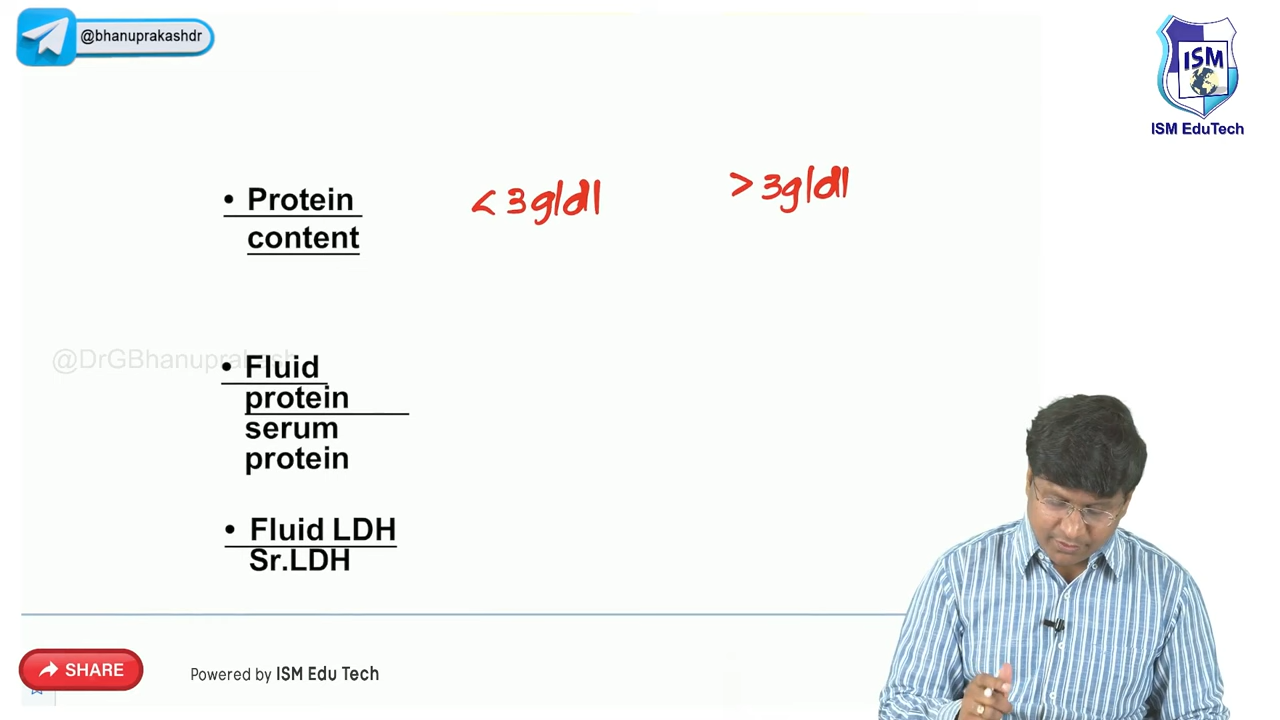 @bhanuprakashdr
ISM
ISM EduTech
• Protein content
< 3g/dl
> 3g/dl
@DrGBhanuprakash
• Fluid
protein
serum
protein
• Fluid LDH
Sr.LDH
SHARE
Powered by ISM Edu Tech